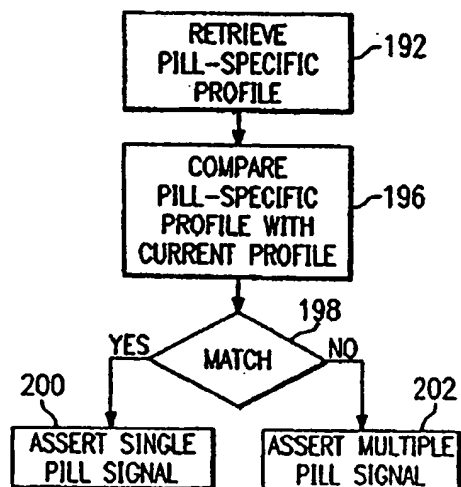 RETRIEVE
PILL-SPECIFIC
PROFILE
192
COMPARE
PILL-SPECIFIC
PROFILE WITH
CURRENT PROFILE
196
198
YES
MATCH
NO
200
202
ASSERT SINGLE
PILL SIGNAL
ASSERT MULTIPLE
PILL SIGNAL